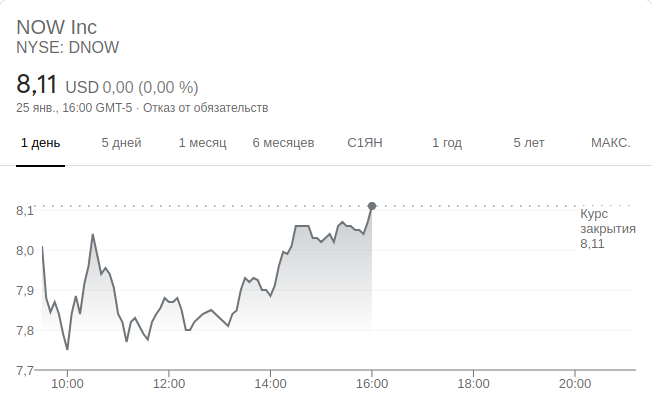 NOW Inc
NYSE: DNOW
8,11 USD 0,00 (0,00 %)
25 янв., 16:00 GMT-5 · Отказ от обязательств
1 день 5 дней 1 месяц 6 месяцев С1ЯН 1 год 5 лет МАКС.
8,1
8,0
7,9
7,8
7,7
Курс
закрытия
8,11
10:00 12:00 14:00 16:00 18:00 20:00